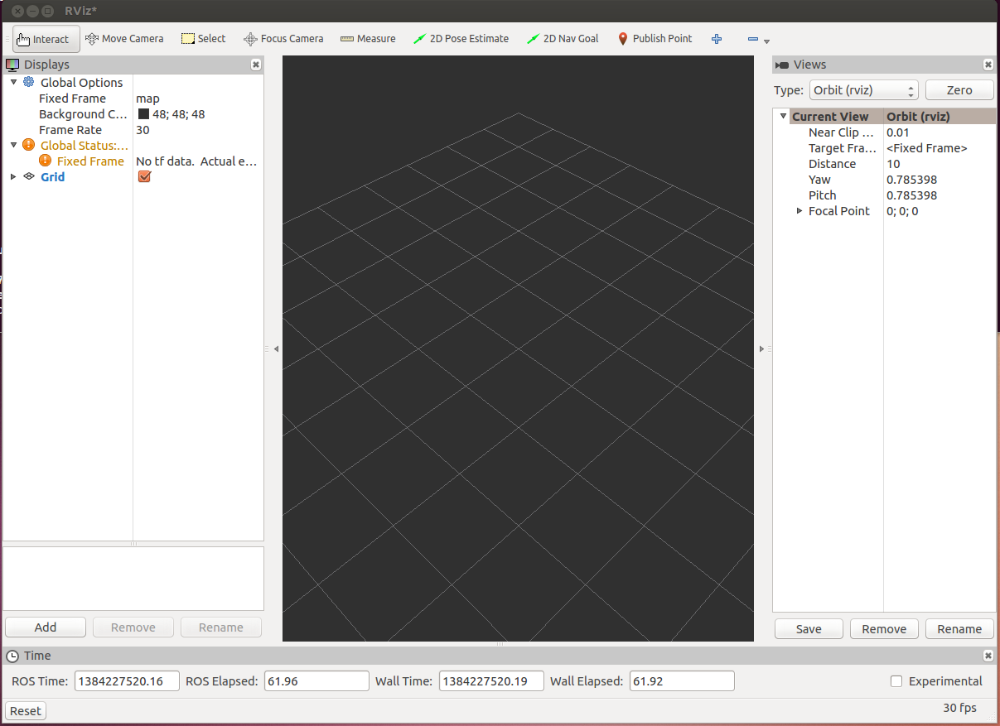 RViz*
Interact Move Camera Select Focus Camera Measure 2D Pose Estimate 2D Nav Goal Publish Point
Displays
Global Options
Fixed Frame map
Background C... 48; 48; 48
Frame Rate 30
Global Status:...
Fixed Frame No tf data.  Actual e...
Grid
Add Remove Rename
Views
Type: Orbit (rviz) Zero
Current View Orbit (rviz)
Near Clip ... 0.01
Target Fra... <Fixed Frame>
Distance 10
Yaw 0.785398
Pitch 0.785398
Focal Point 0; 0; 0
Save Remove Rename
Time
ROS Time: 1384227520.16 ROS Elapsed: 61.96 Wall Time: 1384227520.19 Wall Elapsed: 61.92 Experimental
Reset 30 fps